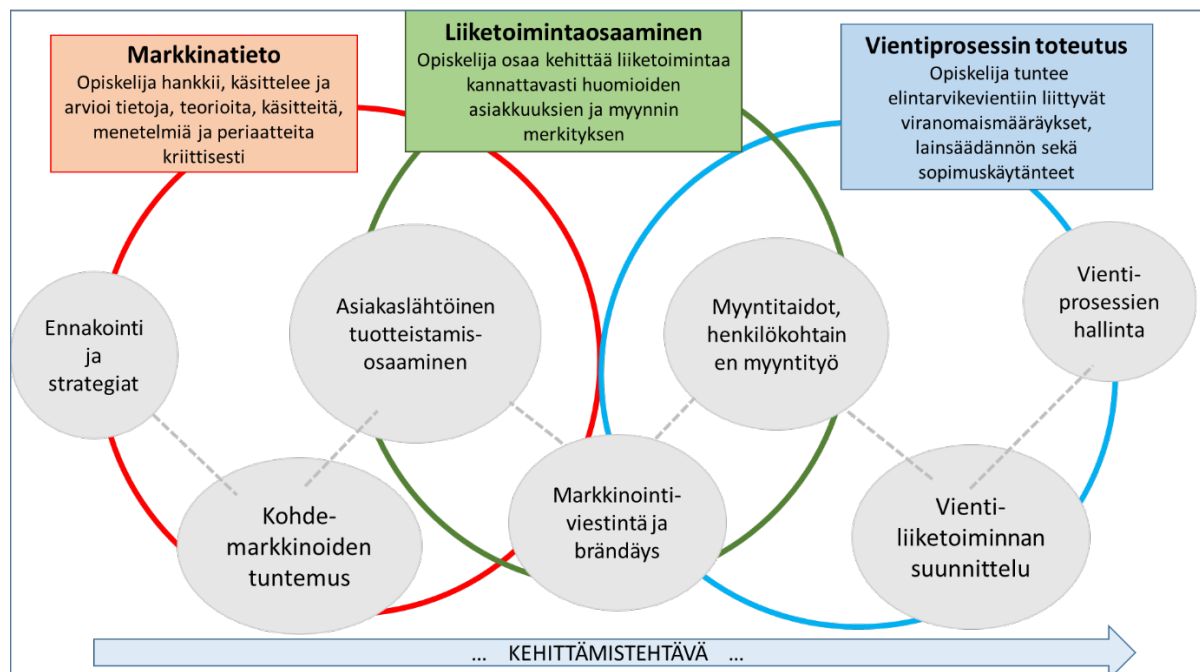 Markkinatieto
Opiskelija hankkii, käsittelee ja
arvioi tietoja, teorioita, käsitteitä,
menetelmiä ja periaatteita
kriittisesti
Liiketoimintaosaaminen
Opiskelija osaa kehittää liiketoimintaa
kannattavasti huomioiden
asiakkuuksien ja myynnin
merkityksen
Vientiprosessin toteutus
Opiskelija tuntee
elintarvikevientiin liittyvät
viranomaismääräykset,
lainsäädännön sekä
sopimuskäytänteet
Ennakointi
ja
strategiat
Kohde-
markkinoiden
tuntemus
Asiakaslähtöinen
tuotteistamis-
osaaminen
Markkinointi-
viestintä ja
brändäys
Myyntitaidot,
henkilökohtain
en myyntityö
Vienti-
liiketoiminnan
suunnittelu
Vienti-
prosessien
hallinta
... KEHITTÄMISTEHTÄVÄ ...